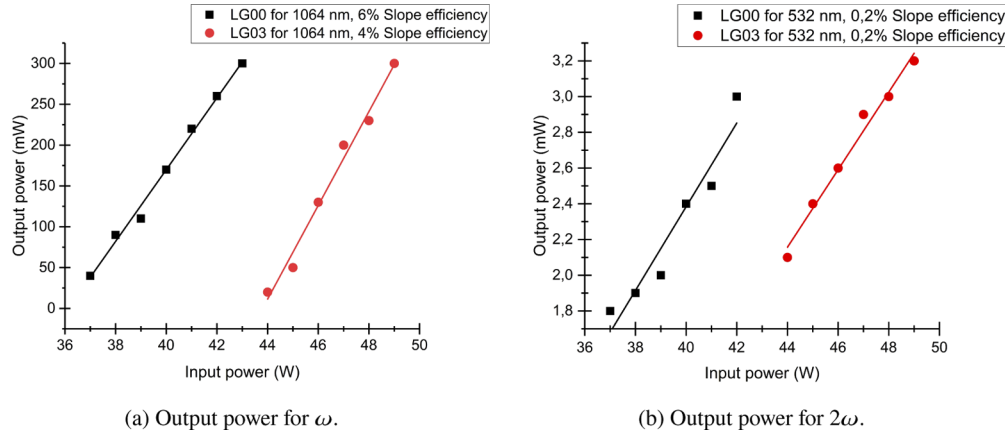 LG00 for 1064 nm, 6% Slope efficiency
LG03 for 1064 nm, 4% Slope efficiency
300
250
200
150
100
50
0
Output power (mW)
36 38 40 42 44 46 48 50
Input power (W)
(a) Output power for ω.
LG00 for 532 nm, 0,2% Slope efficiency
LG03 for 532 nm, 0,2% Slope efficiency
3,2
3,0
2,8
2,6
2,4
2,2
2,0
1,8
Output power (mW)
36 38 40 42 44 46 48 50
Input power (W)
(b) Output power for 2ω.